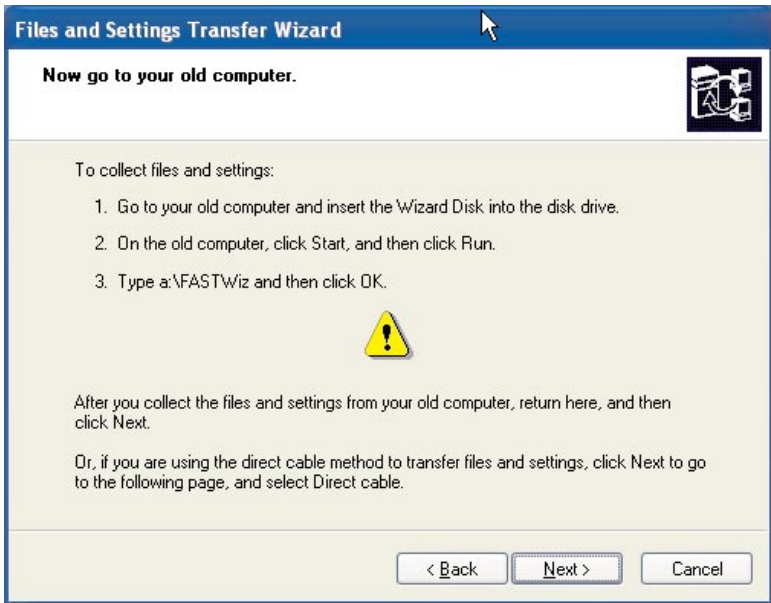 Files and Settings Transfer Wizard
Now go to your old computer.
To collect files and settings:
1. Go to your old computer and insert the Wizard Disk into the disk drive.
2. On the old computer, click Start, and then click Run.
3. Type a:\FASTWiz and then click OK.
After you collect the files and settings from your old computer, return here, and then
click Next.
Or, if you are using the direct cable method to transfer files and settings, click Next to go
to the following page, and select Direct cable.
< Back
Next >
Cancel